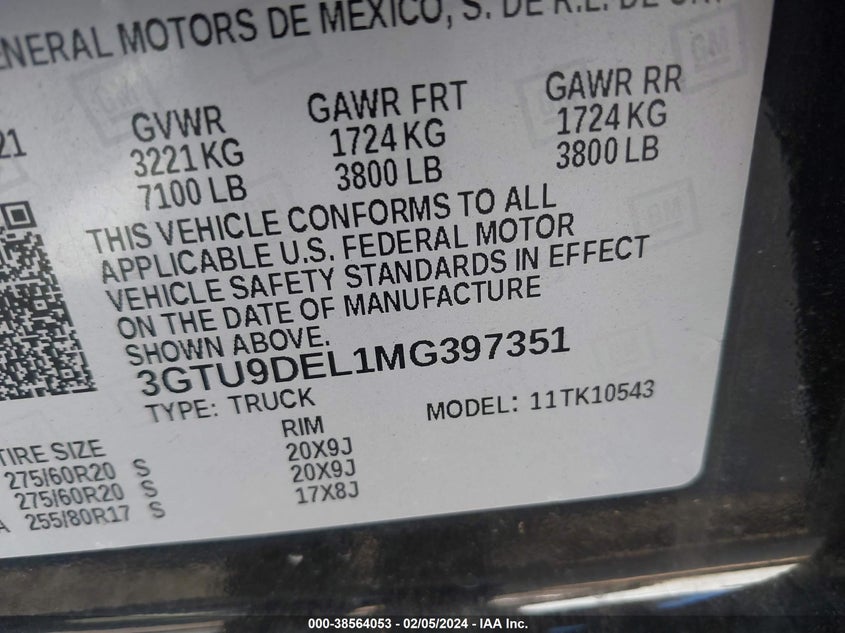 GENERAL MOTORS DE MEXICO, S. DE R.L. DE C.V.
21
GVWR GAWR FRT GAWR RR
3221 KG 1724 KG 1724 KG
7100 LB 3800 LB 3800 LB
THIS VEHICLE CONFORMS TO ALL
APPLICABLE U.S. FEDERAL MOTOR
VEHICLE SAFETY STANDARDS IN EFFECT
ON THE DATE OF MANUFACTURE
SHOWN ABOVE.
3GTU9DEL1MG397351
TYPE: TRUCK MODEL: 11TK10543
TIRE SIZE RIM
275/60R20 S 20X9J
275/60R20 S 20X9J
A 255/80R17 S 17X8J
GM
000-38564053 - 02/05/2024 - IAA Inc.